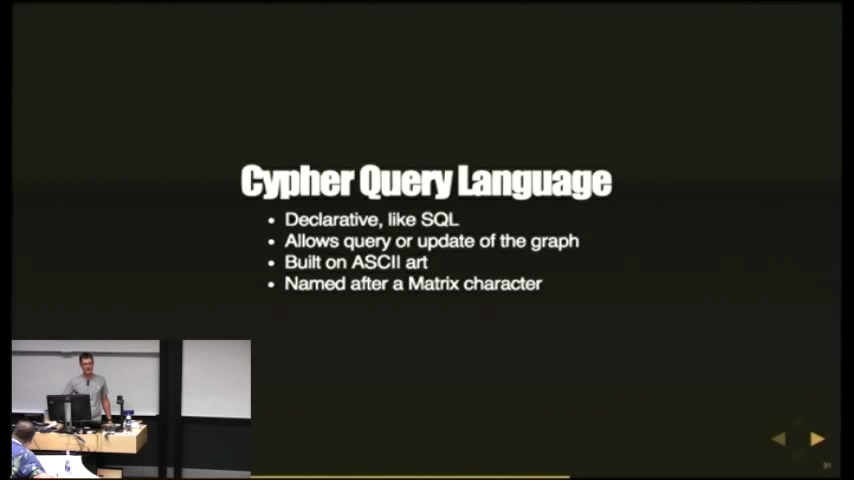 Cypher Query Language
• Declarative, like SQL
• Allows query or update of the graph
• Built on ASCII art
• Named after a Matrix character